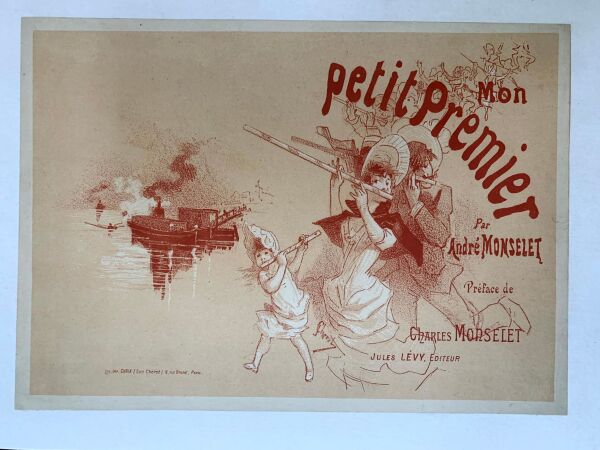 Mon
petit Premier
Par
André MONSELET
Préface de
CHARLES MONSELET
JULES LÉVY, ÉDITEUR